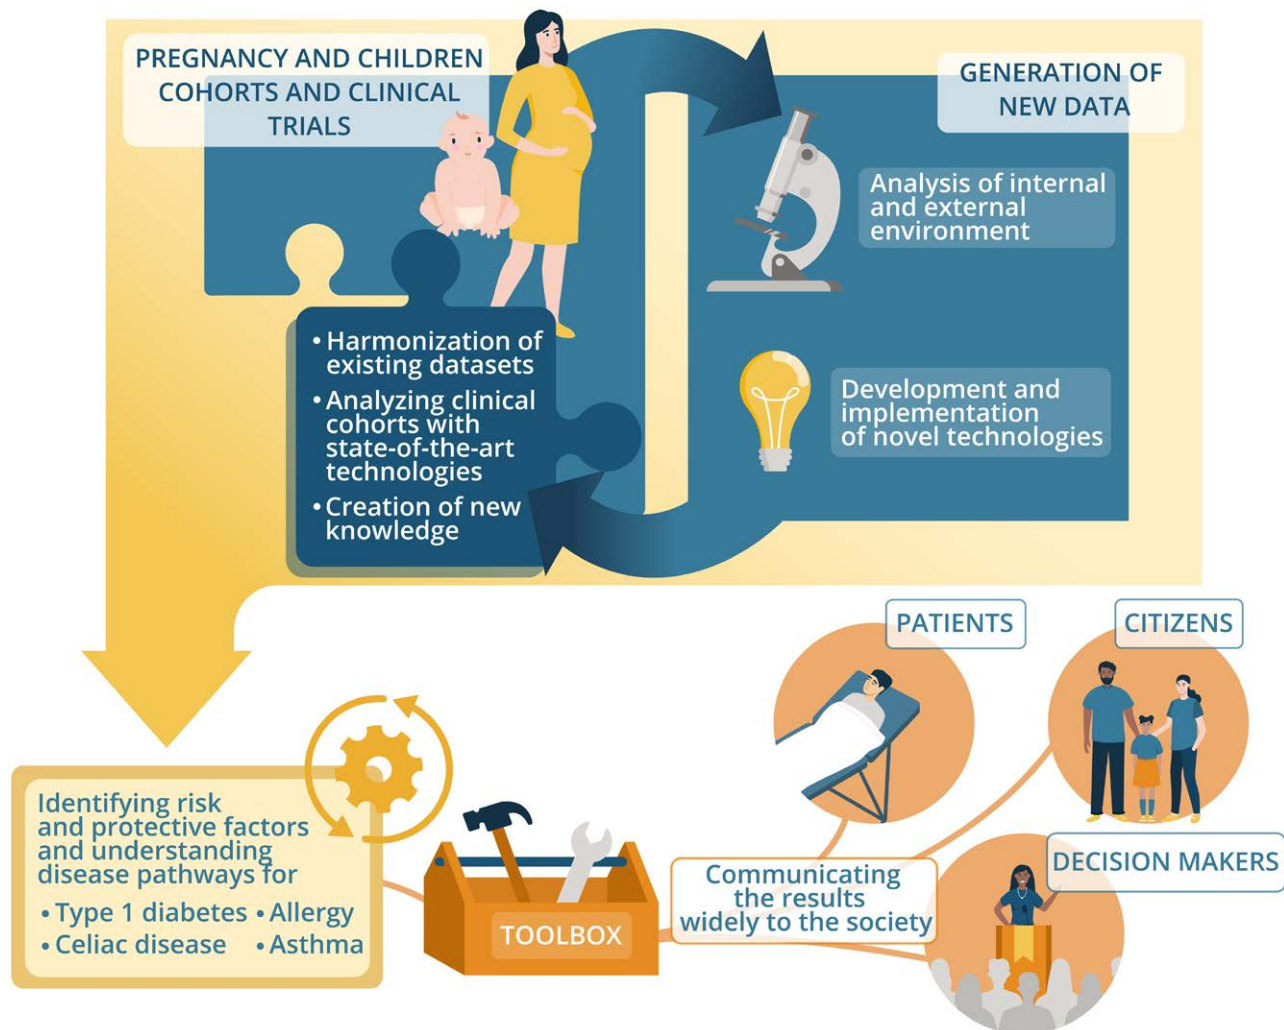 PREGNANCY AND CHILDREN
COHORTS AND CLINICAL
TRIALS
GENERATION OF
NEW DATA
Analysis of internal
and external
environment
• Harmonization of
existing datasets
• Analyzing clinical
cohorts with
state-of-the-art
technologies
• Creation of new
knowledge
Development and
implementation
of novel technologies
PATIENTS
CITIZENS
DECISION MAKERS
Identifying risk
and protective factors
and understanding
disease pathways for
• Type 1 diabetes • Allergy
• Celiac disease • Asthma
TOOLBOX
Communicating
the results
widely to the society